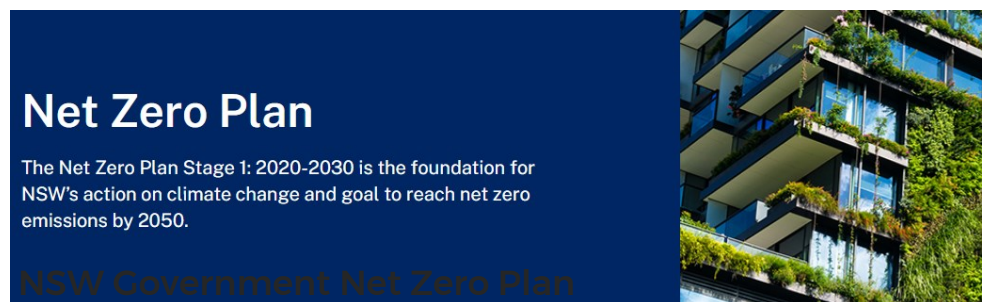 Net Zero Plan
The Net Zero Plan Stage 1: 2020-2030 is the foundation for
NSW's action on climate change and goal to reach net zero
emissions by 2050.
NSW Government Net Zero Plan